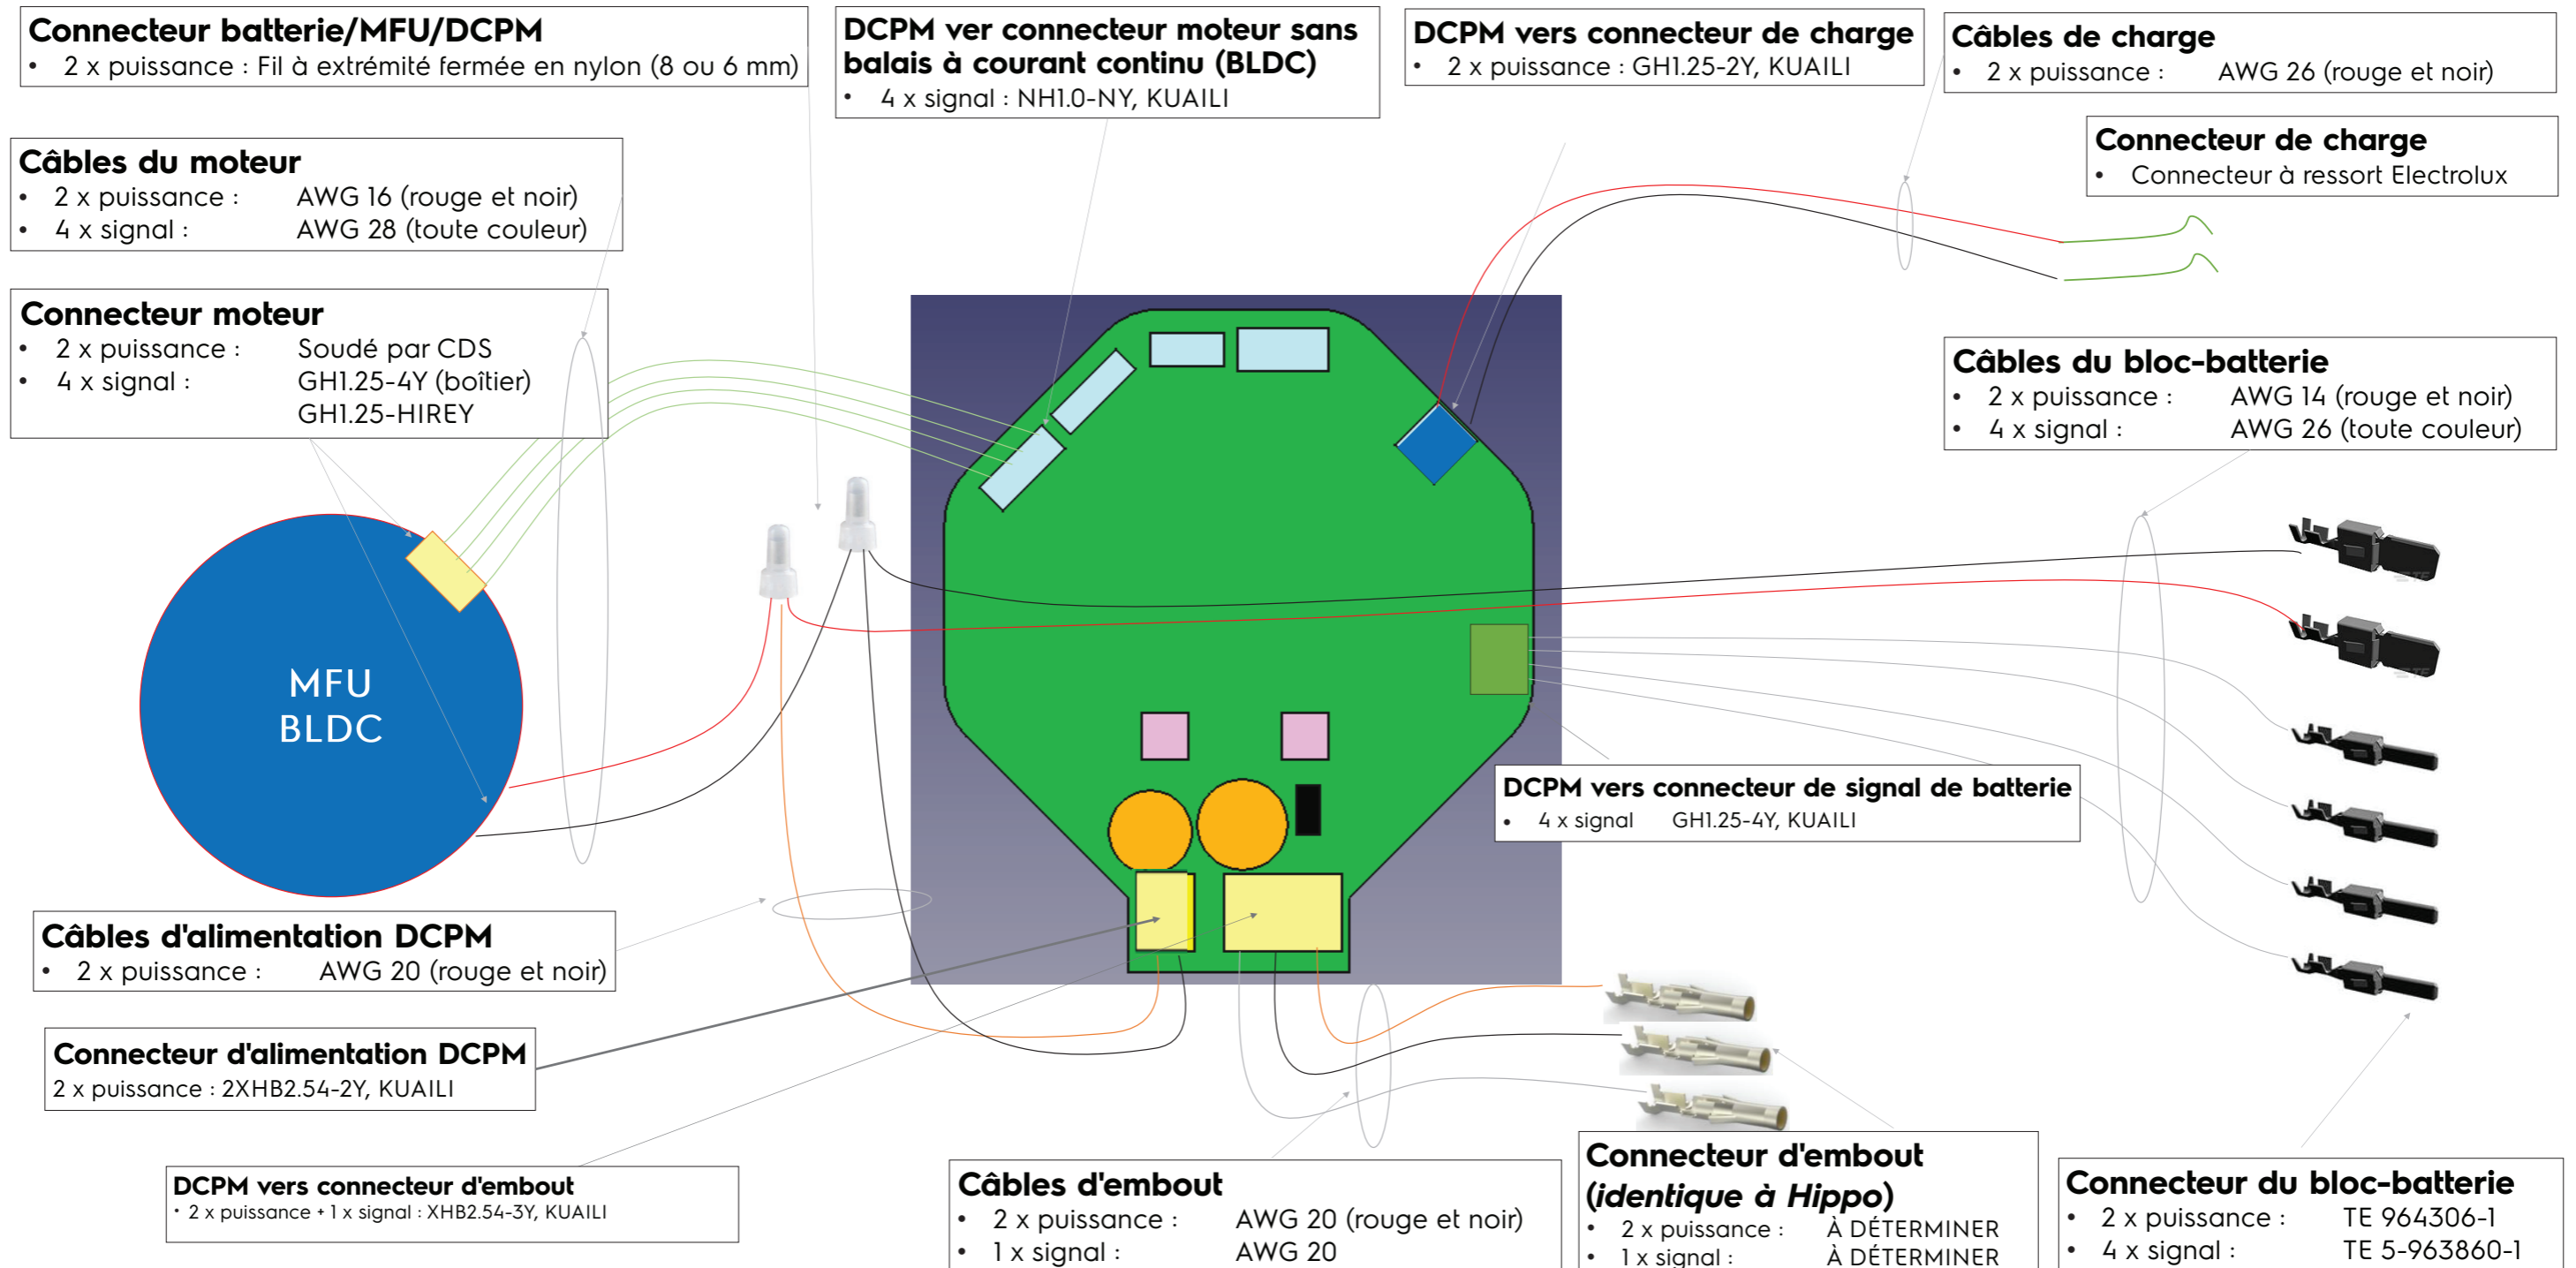 Connecteur batterie/MFU/DCPM
• 2 x puissance : Fil à extrémité fermée en nylon (8 ou 6 mm)
DCPM ver connecteur moteur sans
balais à courant continu (BLDC)
• 4 x signal : NH1.0-NY, KUAILI
DCPM vers connecteur de charge
• 2 x puissance : GH1.25-2Y, KUAILI
Câbles de charge
• 2 x puissance : AWG 26 (rouge et noir)
Connecteur de charge
• Connecteur à ressort Electrolux
Câbles du moteur
• 2 x puissance : AWG 16 (rouge et noir)
• 4 x signal : AWG 28 (toute couleur)
Connecteur moteur
• 2 x puissance : Soudé par CDS
• 4 x signal : GH1.25-4Y (boîtier)
GH1.25-HIREY
Câbles du bloc-batterie
• 2 x puissance : AWG 14 (rouge et noir)
• 4 x signal : AWG 26 (toute couleur)
MFU
BLDC
DCPM vers connecteur de signal de batterie
• 4 x signal GH1.25-4Y, KUAILI
Câbles d'alimentation DCPM
• 2 x puissance : AWG 20 (rouge et noir)
Connecteur d'alimentation DCPM
2 x puissance : 2XHB2.54-2Y, KUAILI
DCPM vers connecteur d'embout
• 2 x puissance + 1 x signal : XHB2.54-3Y, KUAILI
Câbles d'embout
• 2 x puissance : AWG 20 (rouge et noir)
• 1 x signal : AWG 20
Connecteur d'embout
(identique à Hippo)
• 2 x puissance : À DÉTERMINER
• 1 x signal : À DÉTERMINER
Connecteur du bloc-batterie
• 2 x puissance : TE 964306-1
• 4 x signal : TE 5-963860-1